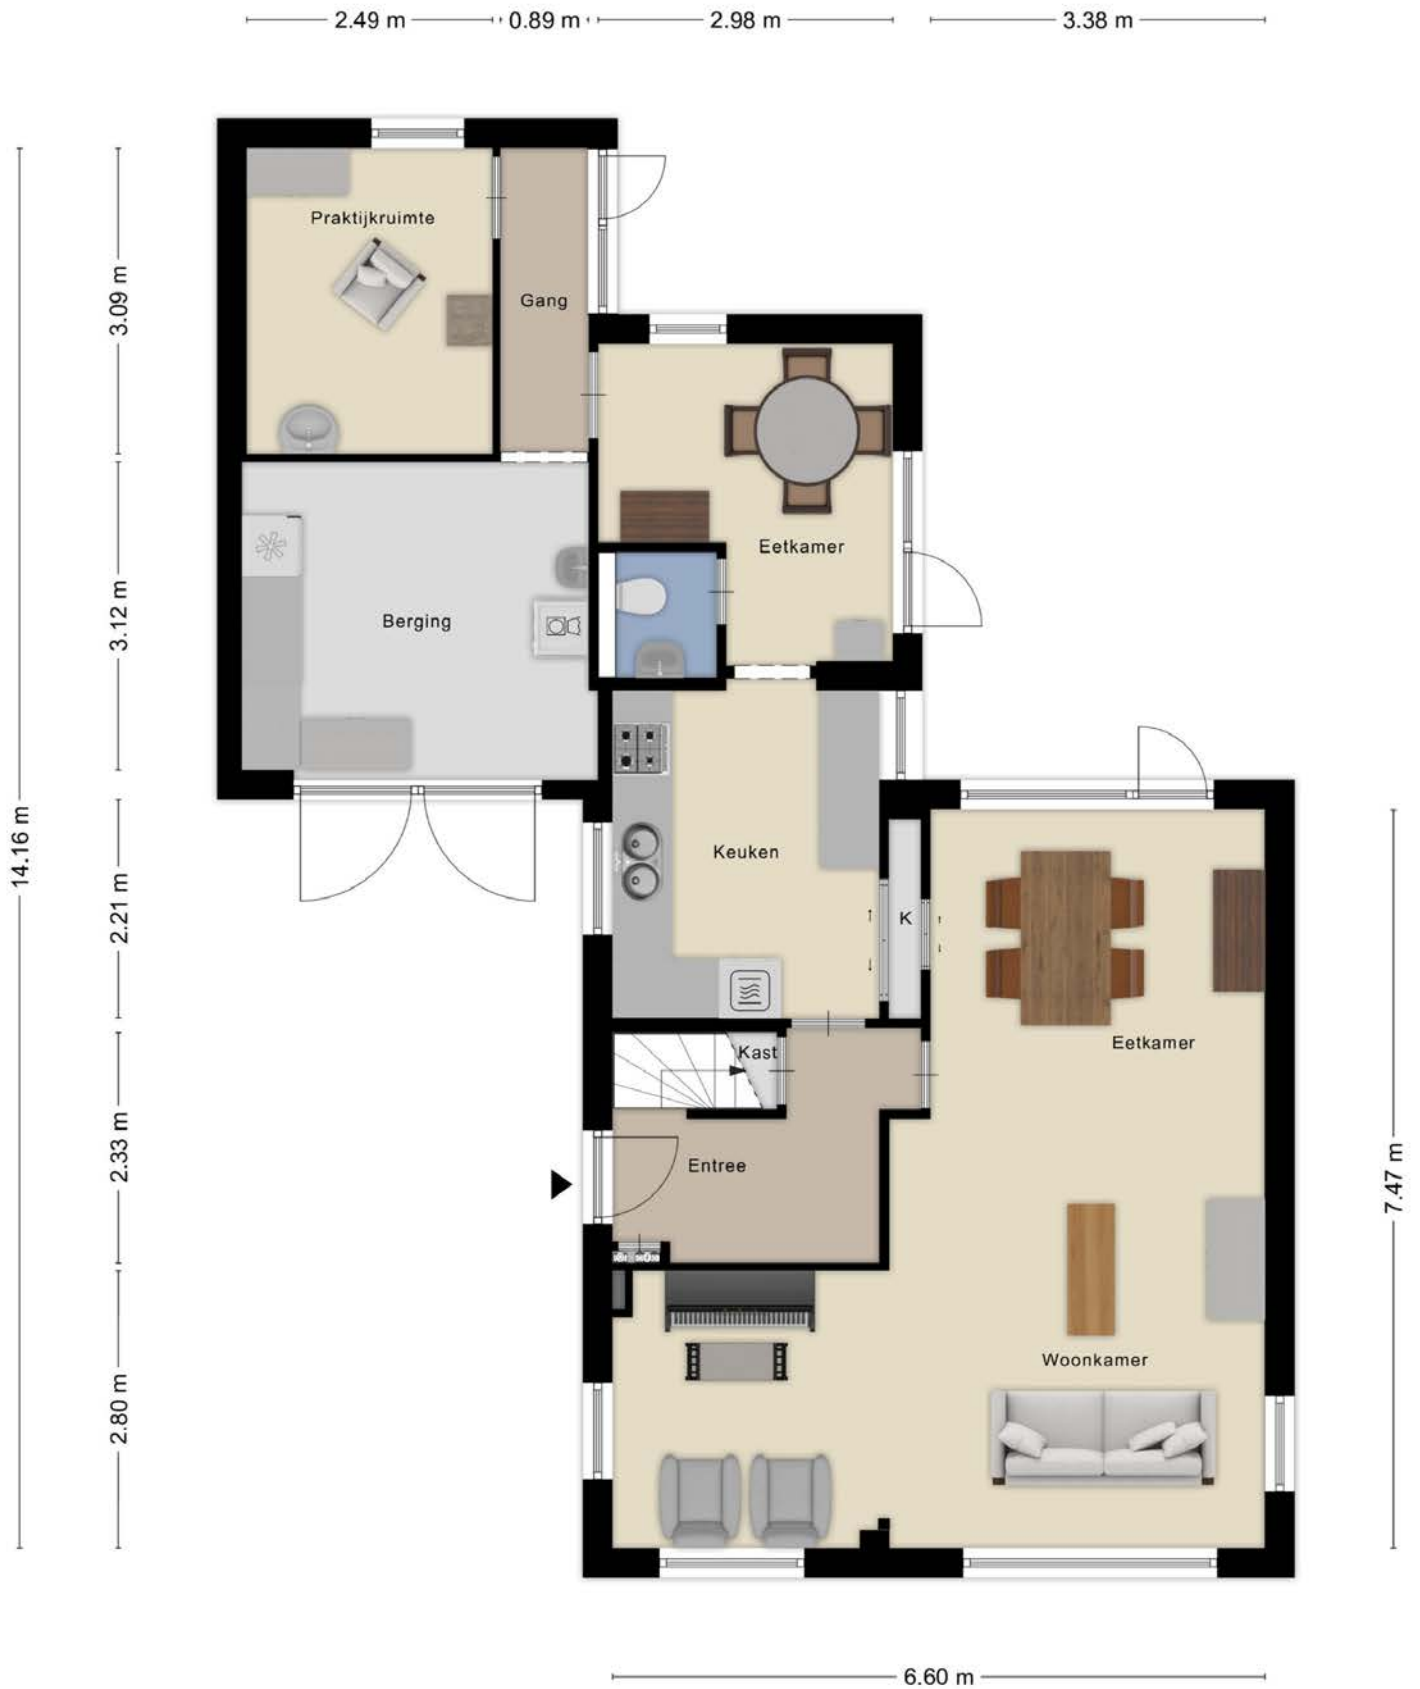 2.49 m
0.89 m
2.98 m
3.38 m
Praktijkruimte
Gang
3.09 m
Eetkamer
Berging
3.12 m
14.16 m
Keuken
K
2.21 m
Kast
Eetkamer
Entree
2.33 m
7.47 m
Woonkamer
2.80 m
6.60 m